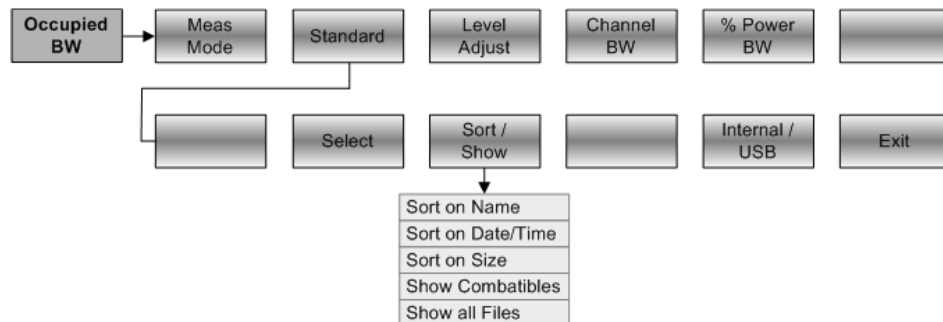 Occupied
BW
Meas
Mode
Standard
Level
Adjust
Channel
BW
% Power
BW
Select
Sort /
Show
Internal /
USB
Exit
Sort on Name
Sort on Date/Time
Sort on Size
Show Combatibles
Show all Files